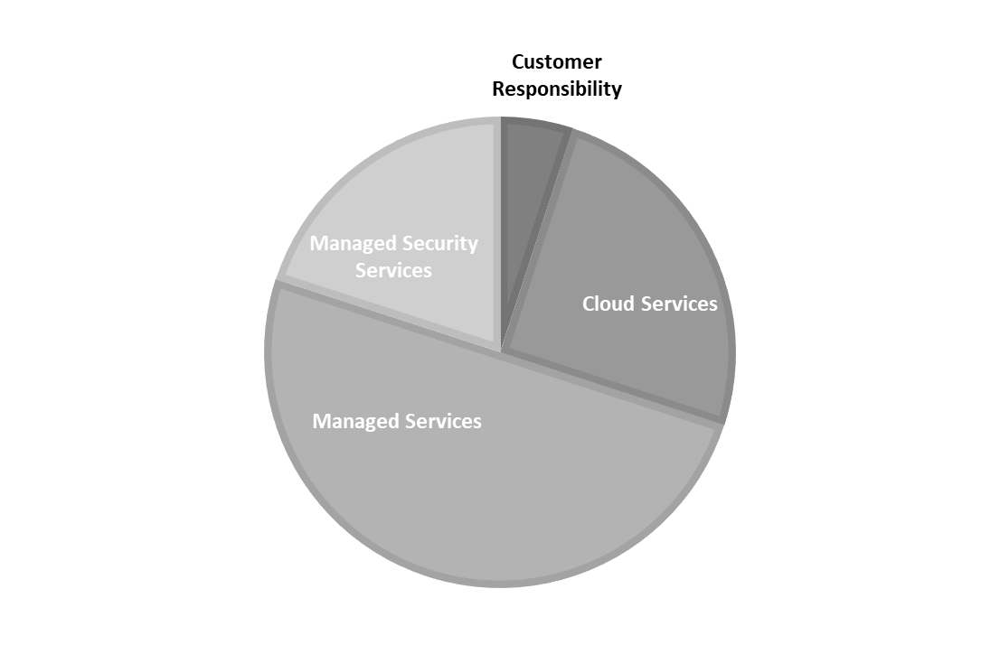 Customer
Responsibility
Managed Security
Services
Cloud Services
Managed Services